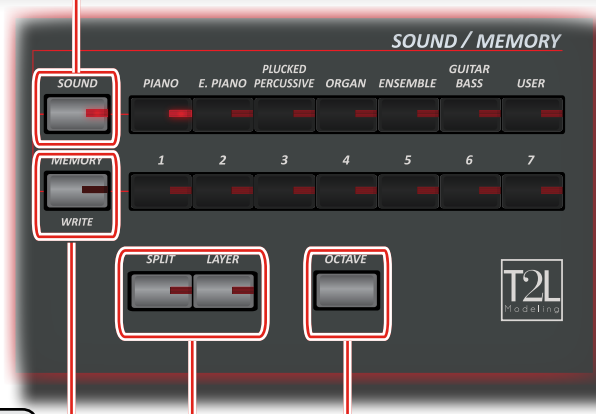 SOUND / MEMORY
SOUND
PIANO
E. PIANO
PLUCKED
PERCUSSIVE
ORGAN
ENSEMBLE
GUITAR
BASS
USER
MEMORY
1 2 3 4 5 6 7
WRITE
SPLIT
LAYER
OCTAVE
T2L
Modeling